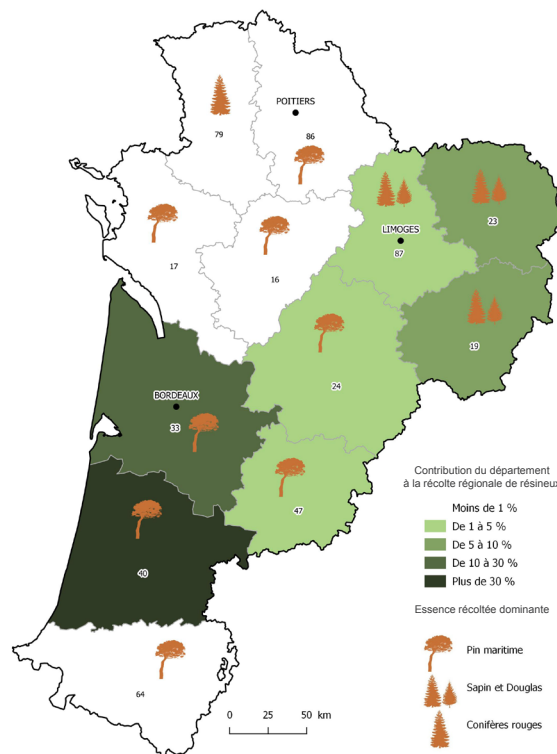 POITIERS
79
86
LIMOGES
23
87
17
16
19
24
BORDEAUX
33
47
40
64
0 25 50 km
Contribution du département
à la récolte régionale de résineux
Moins de 1 %
De 1 à 5 %
De 5 à 10 %
De 10 à 30 %
Plus de 30 %
Essence récoltée dominante
Pin maritime
Sapin et Douglas
Conifères rouges